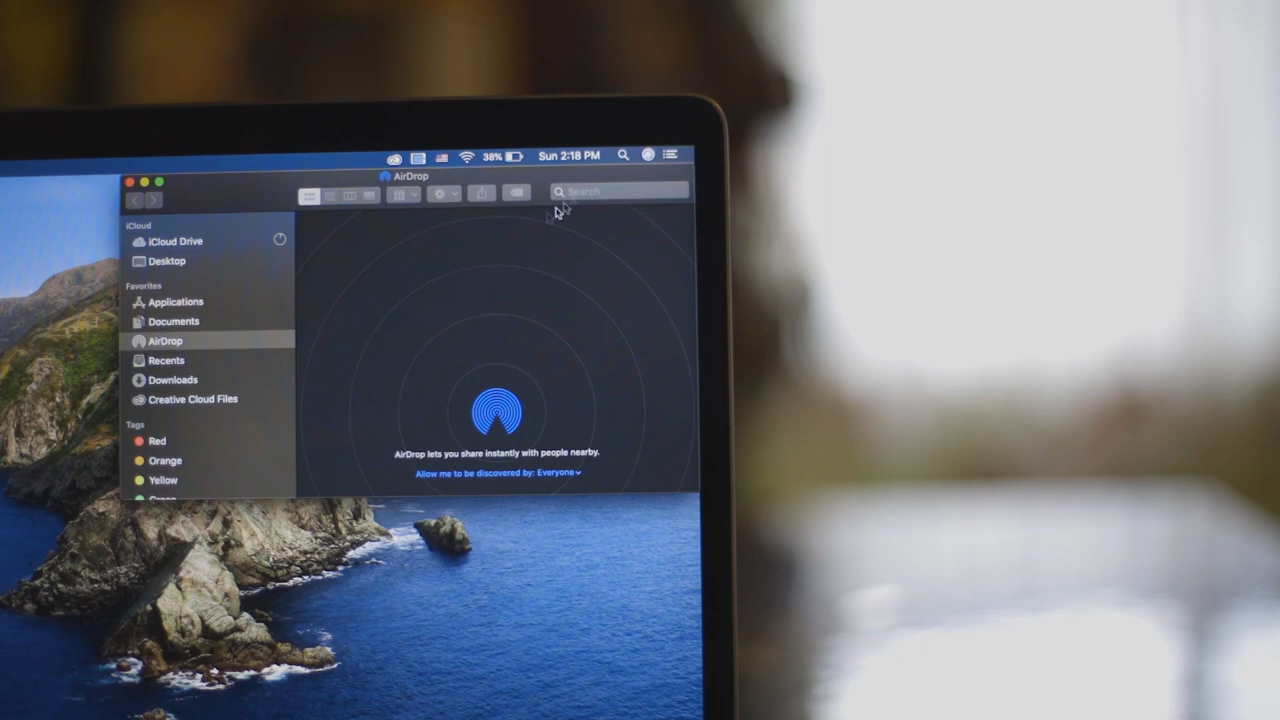 38% Sun 2:18 PM
AirDrop
Search
iCloud
iCloud Drive
Desktop
Favorites
Applications
Documents
AirDrop
Recents
Downloads
Creative Cloud Files
Tags
Red
Orange
Yellow
Green
AirDrop lets you share instantly with people nearby.
Allow me to be discovered by: Everyone